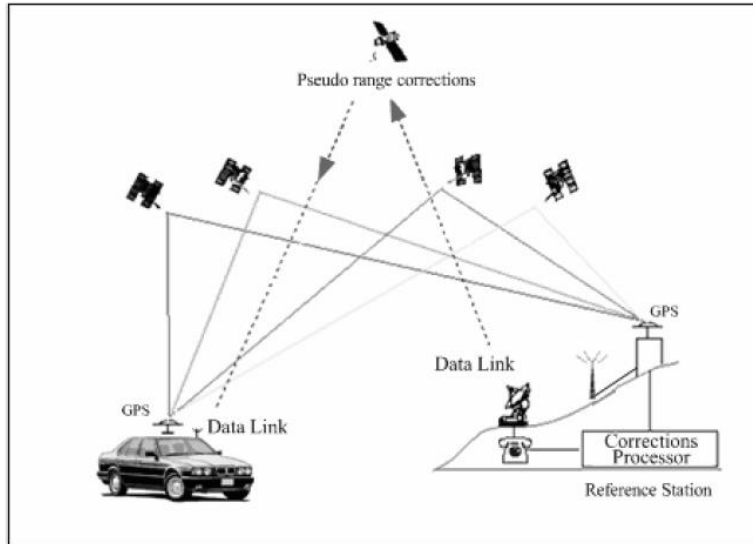 Pseudo range corrections
GPS
Data Link
GPS
Data Link
Corrections
Processor
Reference Station